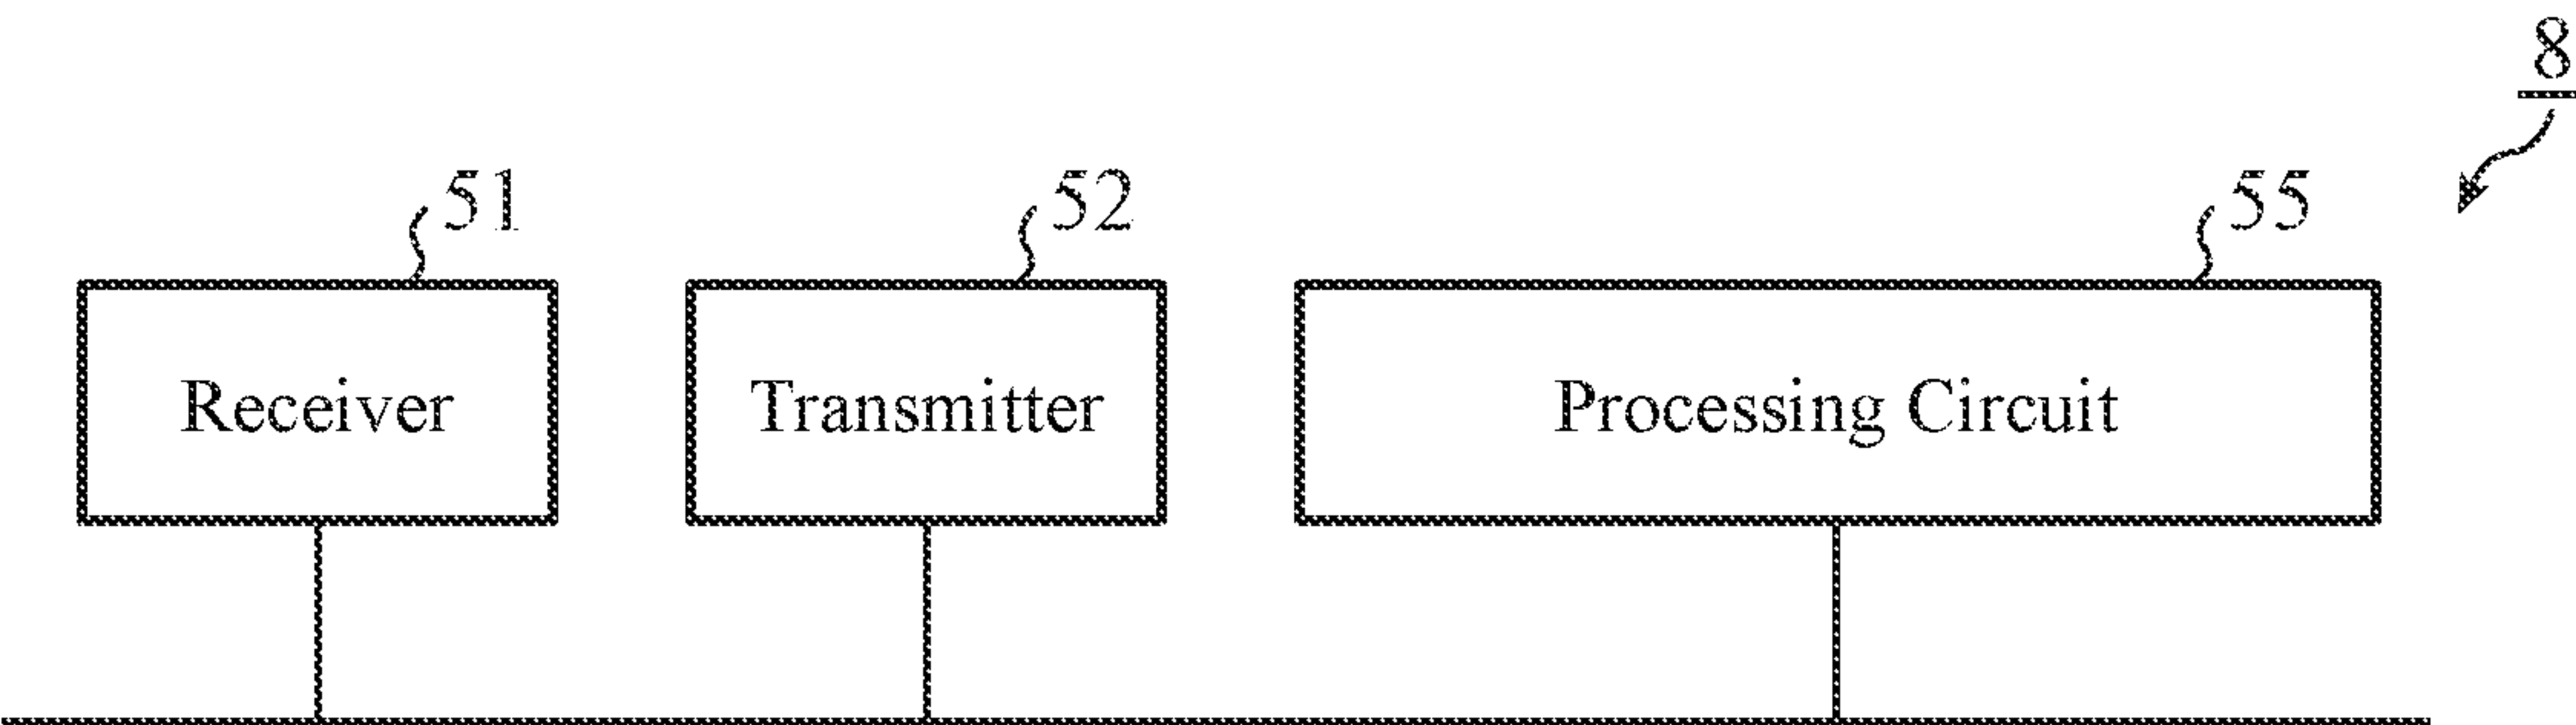 8
51
52
55
Receiver
Transmitter
Processing Circuit